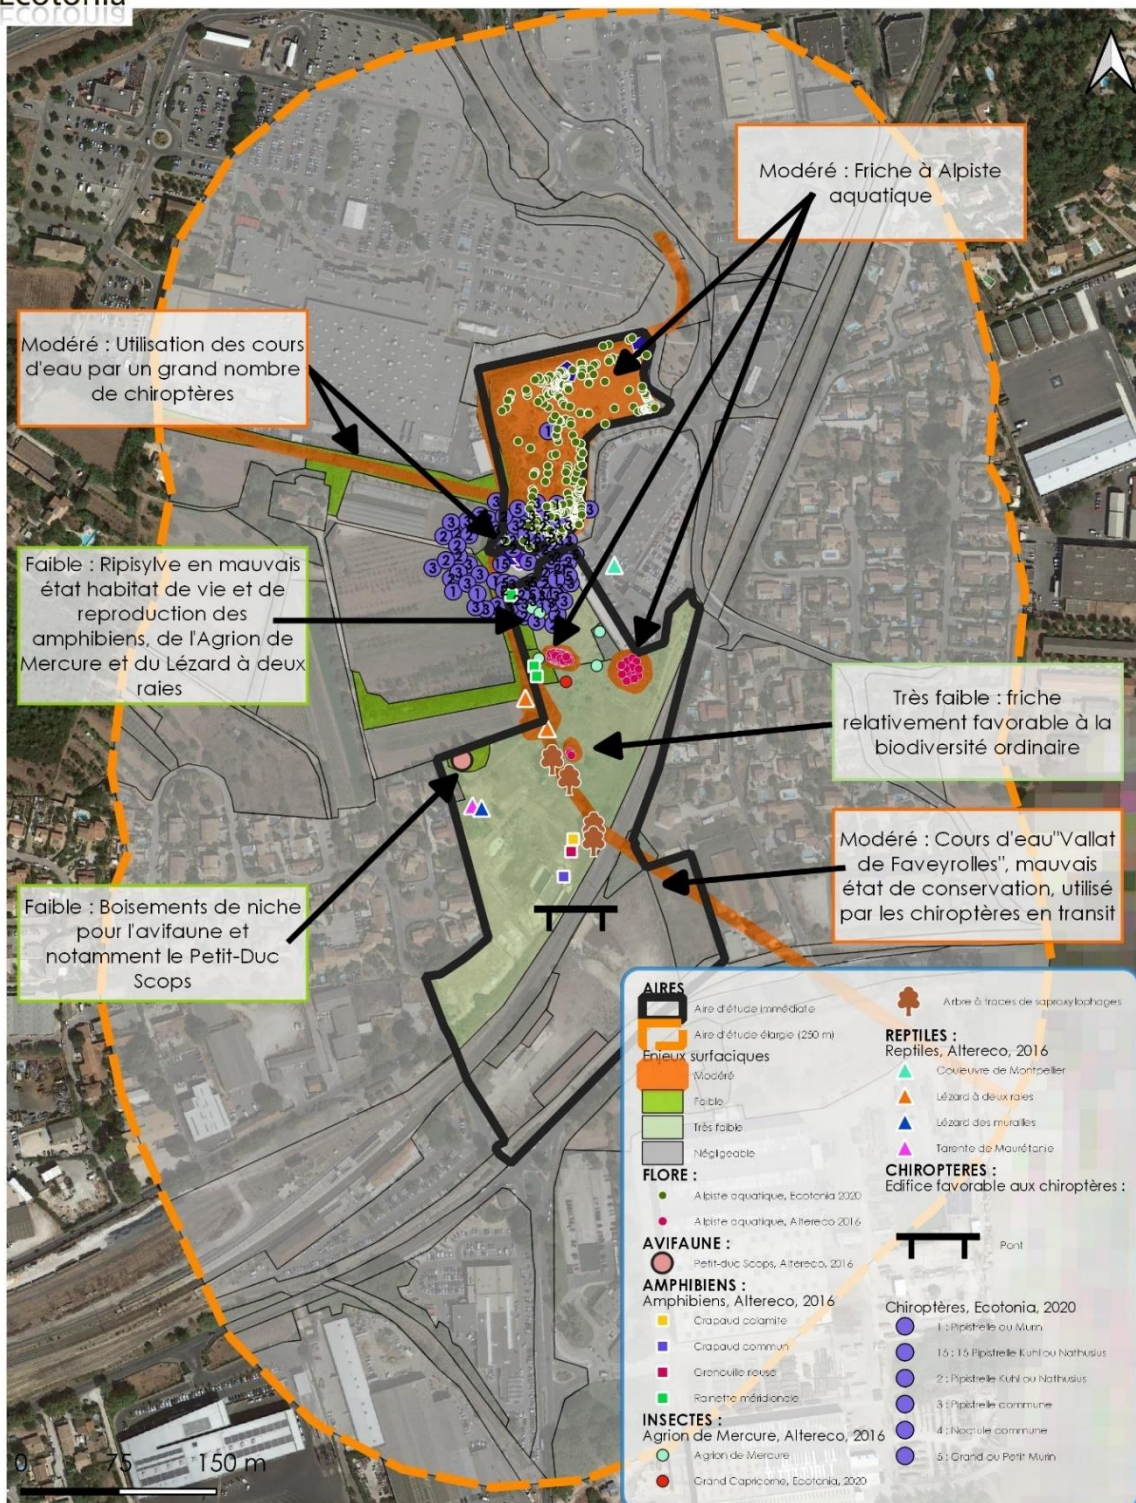 Ecotonia
Modéré : Friche à Alpiste
aquatique
Modéré : Utilisation des cours
d'eau par un grand nombre
de chiroptères
Faible : Ripisylve en mauvais
état habitat de vie et de
reproduction des
amphibiens, de l'Agrion de
Mercure et du Lézard à deux
raies
Très faible : friche
relativement favorable à la
biodiversité ordinaire
Modéré : Cours d'eau"Vallat
de Faveyrolles", mauvais
état de conservation, utilisé
par les chiroptères en transit
Faible : Boisements de niche
pour l'avifaune et
notamment le Petit-Duc
Scops
AIRES
Aire d'étude immédiate
Aire d'étude élargie (250 m)
Enjeux surfaciques
Modéré
Faible
Très faible
Négligeable
FLORE :
Alpiste aquatique, Ecotonia 2020
Alpiste aquatique, Altereco 2016
AVIFAUNE :
Petit-duc Scops, Altereco, 2016
AMPHIBIENS :
Amphibiens, Altereco, 2016
Crapaud calamite
Crapaud commun
Grenouille rieuse
Rainette méridionale
INSECTES :
Agrion de Mercure, Altereco, 2016
Agrion de Mercure
Grand Capricorne, Ecotonia, 2020
Arbre à traces de saproxylophages
REPTILES :
Reptiles, Altereco, 2016
Couleuvre de Montpellier
Lézard à deux raies
Lézard des murailles
Tarente de Maurétanie
CHIROPTERES :
Edifice favorable aux chiroptères :
Pont
Chiroptères, Ecotonia, 2020
1 : Pipistrelle ou Murin
16 : 16 Pipistrelle Kuhl ou Nathusius
2 : Pipistrelle Kuhl ou Nathusius
3 : Pipistrelle commune
4 : Noctule commune
5 : Grand ou Petit Murin
0 75 150 m